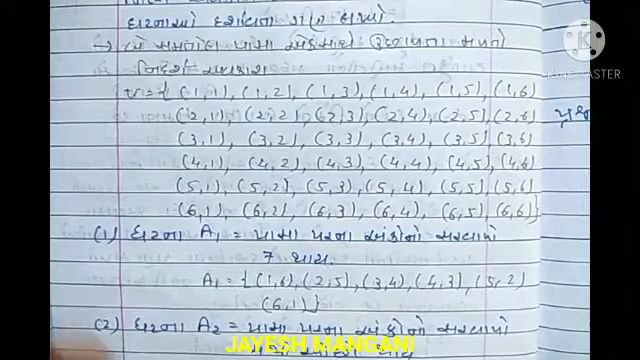 ઘટનાઓ દર્શાવતા ગણ લખો.
→ બે સમતોલ પાસા એકસાથે ઉછાળતા મળતો
નિદર્શ અવકાશ
U = { (1,1), (1,2), (1,3), (1,4), (1,5), (1,6)
(2,1), (2,2), (2,3), (2,4), (2,5), (2,6)
(3,1), (3,2), (3,3), (3,4), (3,5) (3,6)
(4,1), (4,2), (4,3), (4,4), (4,5), (4,6)
(5,1), (5,2), (5,3), (5,4), (5,5), (5,6)
(6,1), (6,2), (6,3), (6,4), (6,5), (6,6)}
(1) ઘટના A₁ = પાસા પરના અંકોનો સરવાળો
7 થાય.
A₁ = {(1,6), (2,5), (3,4), (4,3), (5,2)
(6,1)}
(2) ઘટના A₂ = પાસા પરના અંકોનો સરવાળો
JAYESH MANGANI
KINEMASTER